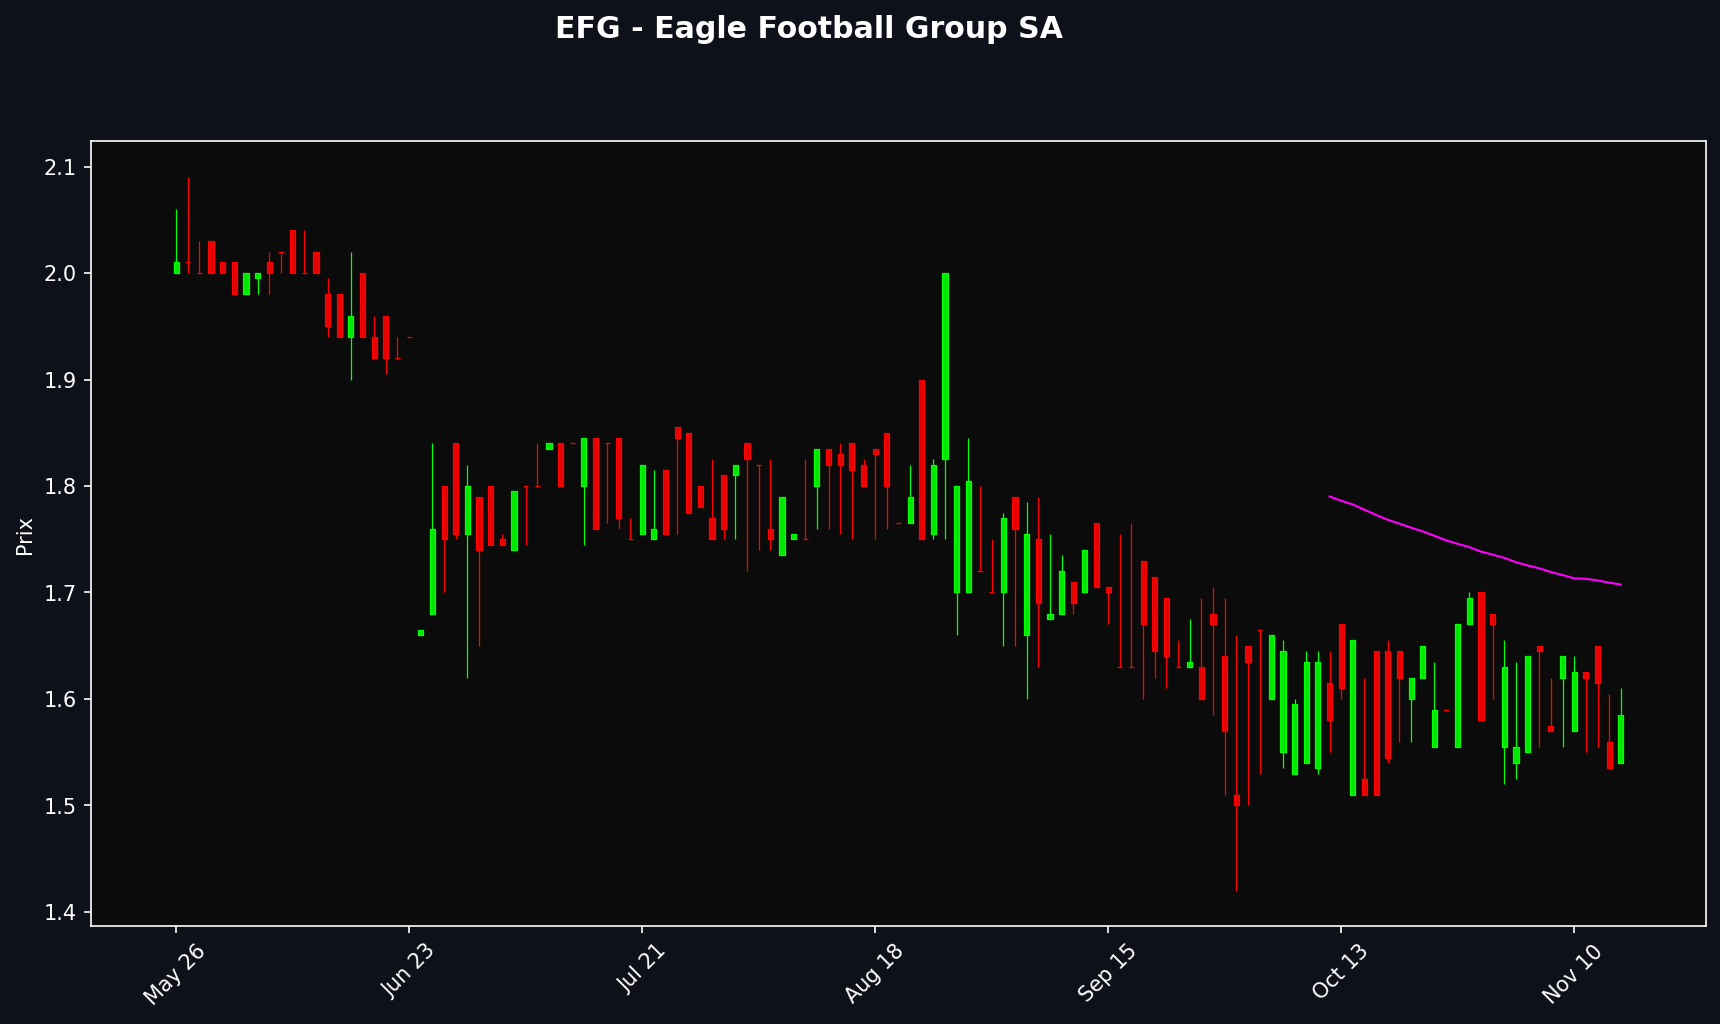 EFG - Eagle Football Group SA
2.1
2.0
1.9
1.8
1.7
1.6
1.5
1.4
Prix
May 26
Jun 23
Jul 21
Aug 18
Sep 15
Oct 13
Nov 10